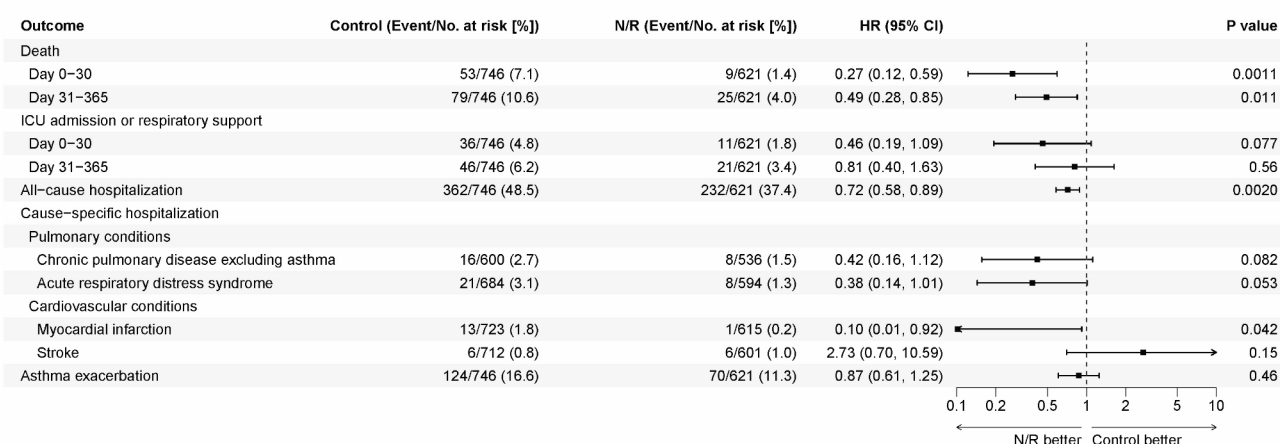 Outcome Control (Event/No. at risk [%]) N/R (Event/No. at risk [%]) HR (95% CI) P value
Death
Day 0−30 53/746 (7.1) 9/621 (1.4) 0.27 (0.12, 0.59) 0.0011
Day 31−365 79/746 (10.6) 25/621 (4.0) 0.49 (0.28, 0.85) 0.011
ICU admission or respiratory support
Day 0−30 36/746 (4.8) 11/621 (1.8) 0.46 (0.19, 1.09) 0.077
Day 31−365 46/746 (6.2) 21/621 (3.4) 0.81 (0.40, 1.63) 0.56
All−cause hospitalization 362/746 (48.5) 232/621 (37.4) 0.72 (0.58, 0.89) 0.0020
Cause−specific hospitalization
Pulmonary conditions
Chronic pulmonary disease excluding asthma 16/600 (2.7) 8/536 (1.5) 0.42 (0.16, 1.12) 0.082
Acute respiratory distress syndrome 21/684 (3.1) 8/594 (1.3) 0.38 (0.14, 1.01) 0.053
Cardiovascular conditions
Myocardial infarction 13/723 (1.8) 1/615 (0.2) 0.10 (0.01, 0.92) 0.042
Stroke 6/712 (0.8) 6/601 (1.0) 2.73 (0.70, 10.59) 0.15
Asthma exacerbation 124/746 (16.6) 70/621 (11.3) 0.87 (0.61, 1.25) 0.46
0.1 0.2 0.5 1 2 5 10
N/R better Control better